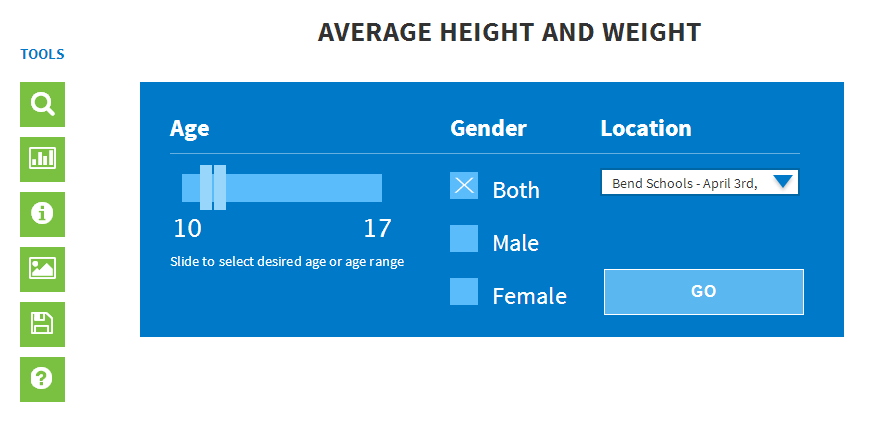 AVERAGE HEIGHT AND WEIGHT
TOOLS
Age
Gender
Location
Both
Bend Schools - April 3rd,
10
17
Male
Slide to select desired age or age range
Female
GO